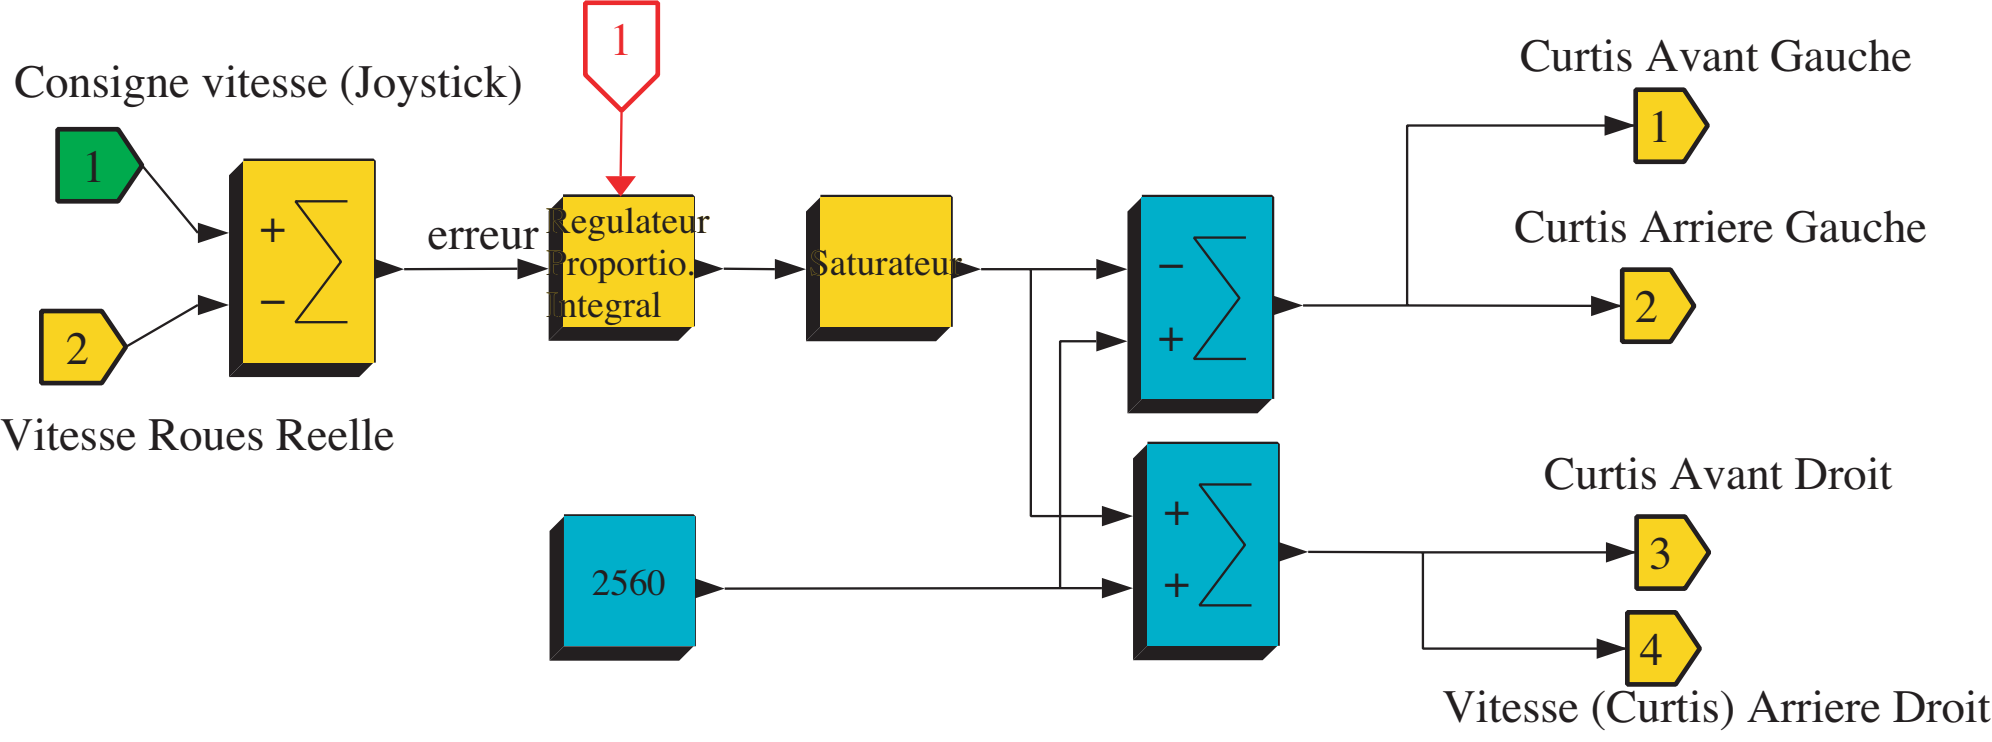 Consigne vitesse (Joystick)
1
1
+
−
2
Vitesse Roues Reelle
erreur
Regulateur
Proportio.
Integral
Saturateur
2560
−
+
+
+
Curtis Avant Gauche
1
Curtis Arriere Gauche
2
Curtis Avant Droit
3
4
Vitesse (Curtis) Arriere Droit